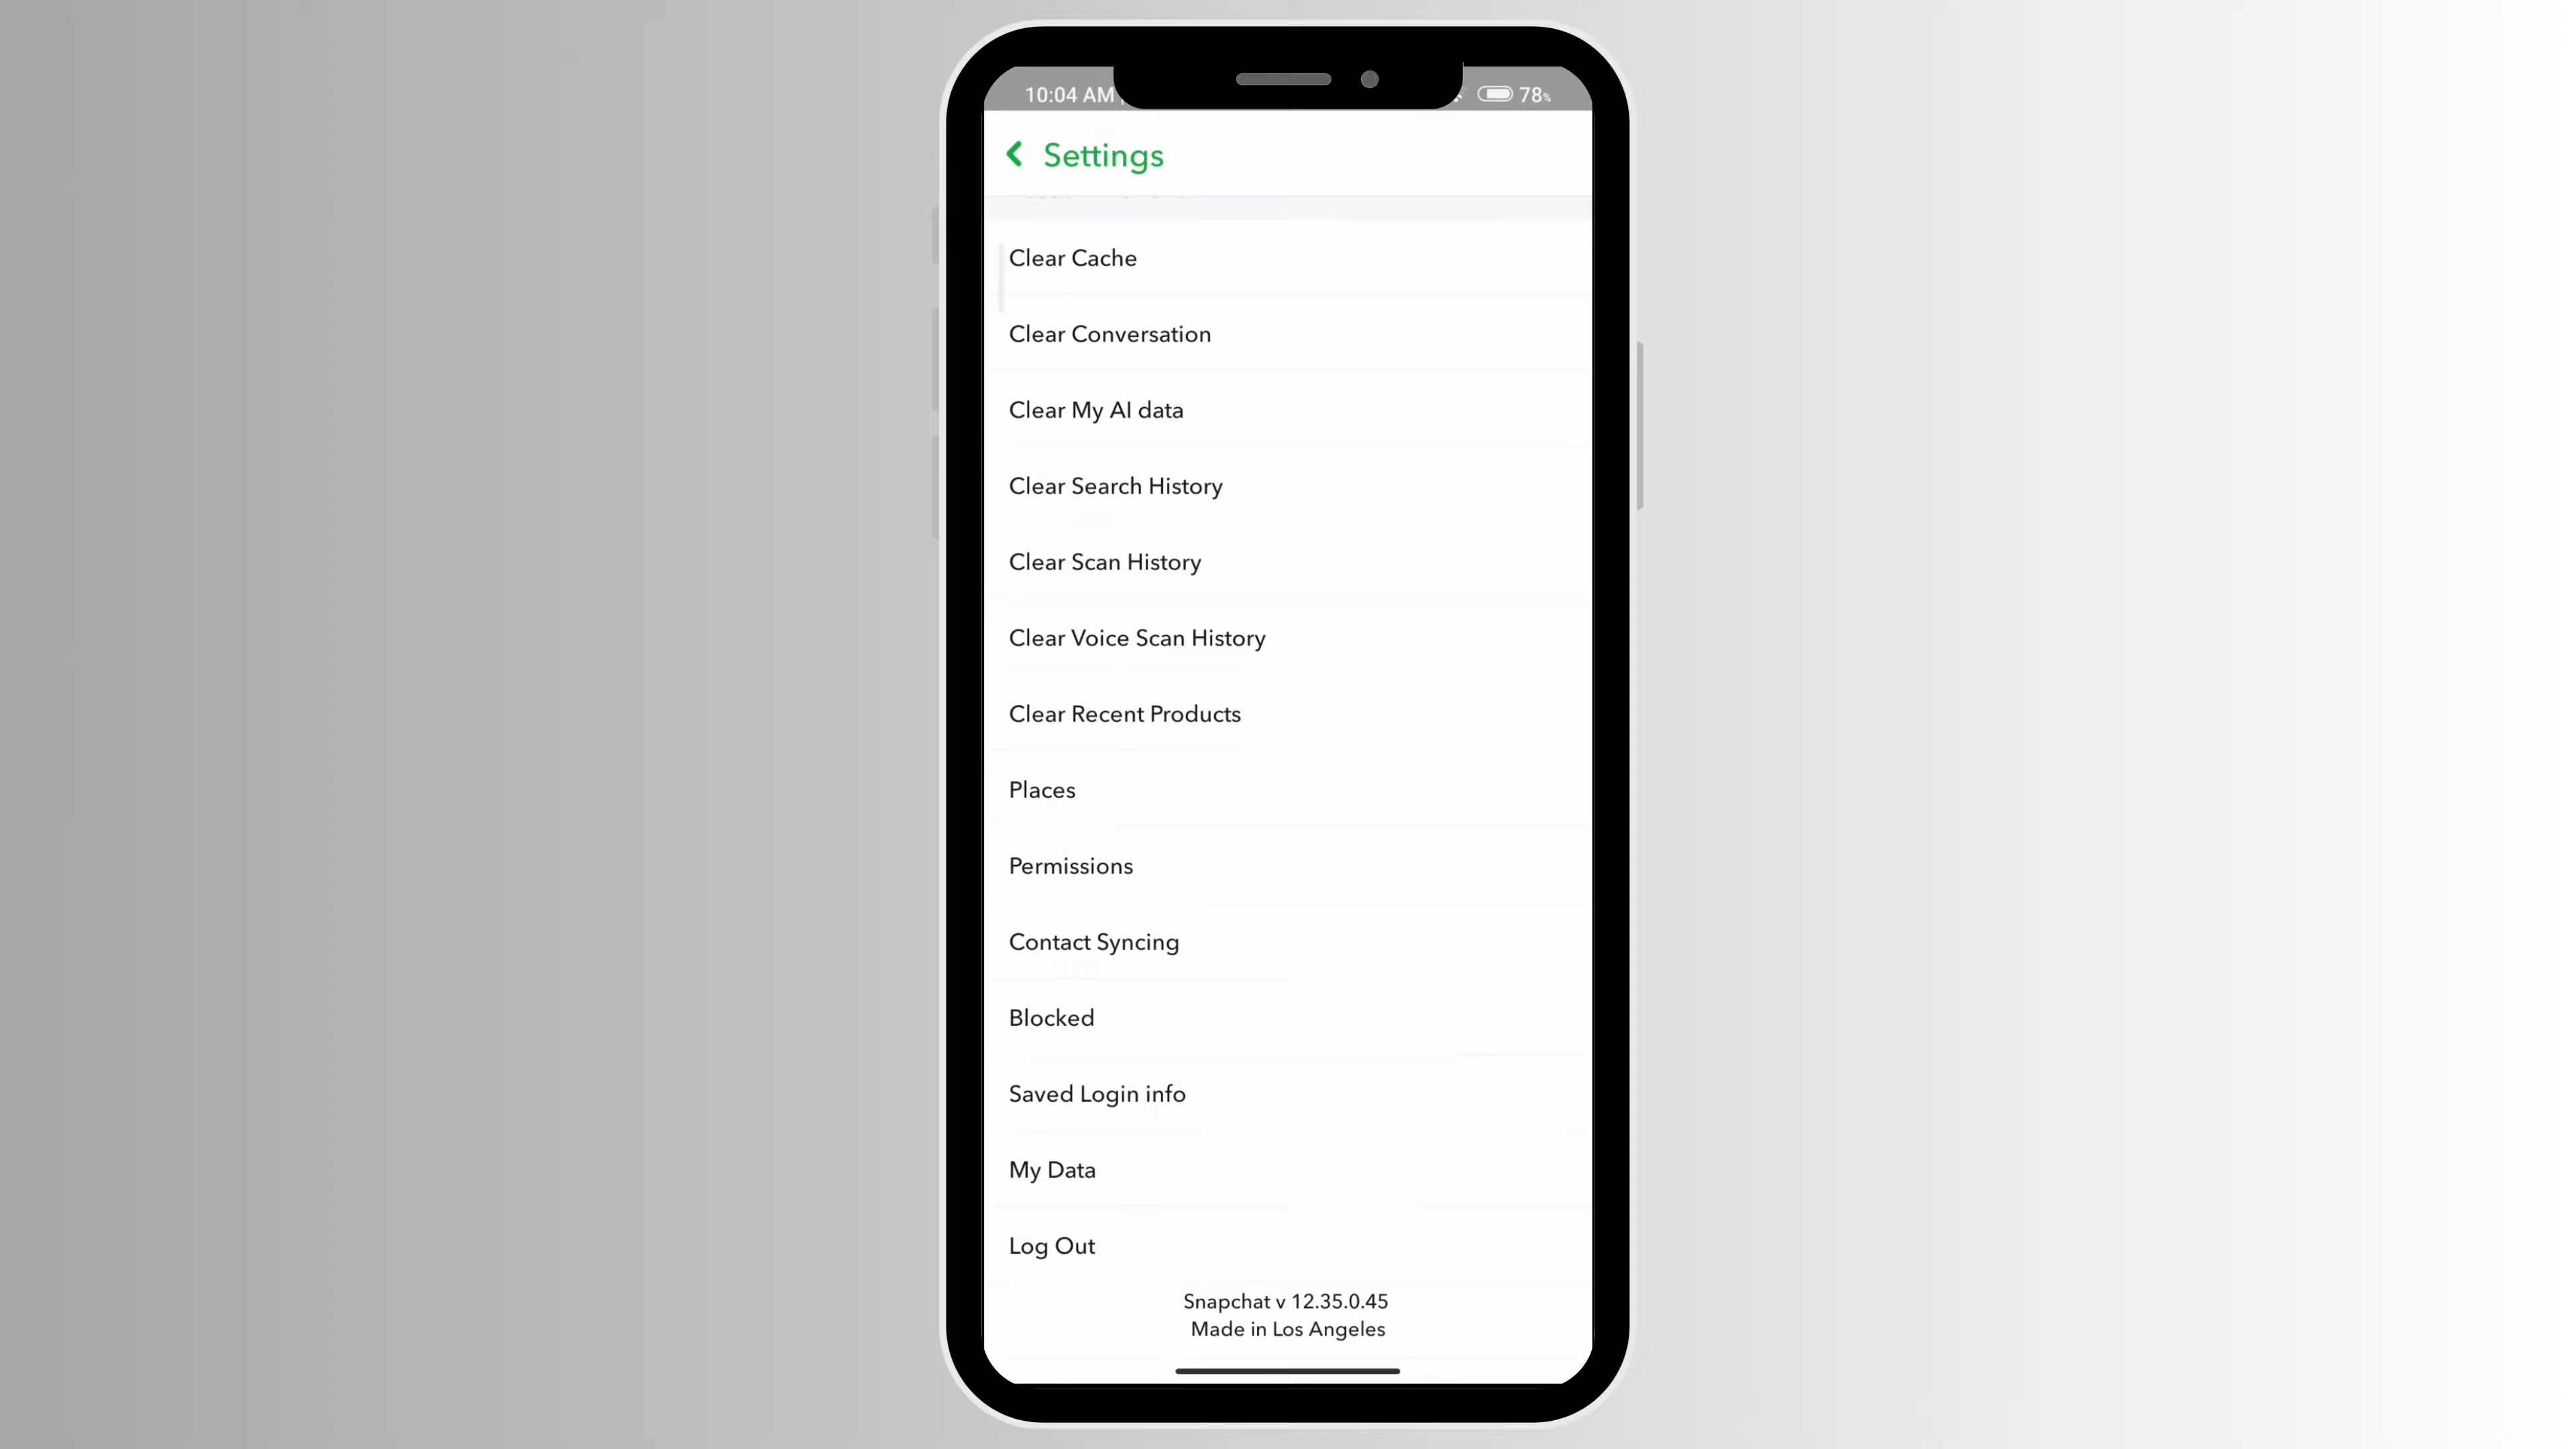 10:04 AM
78%
Settings
Clear Cache
Clear Conversation
Clear My AI data
Clear Search History
Clear Scan History
Clear Voice Scan History
Clear Recent Products
Places
Permissions
Contact Syncing
Blocked
Saved Login info
My Data
Log Out
Snapchat v 12.35.0.45
Made in Los Angeles